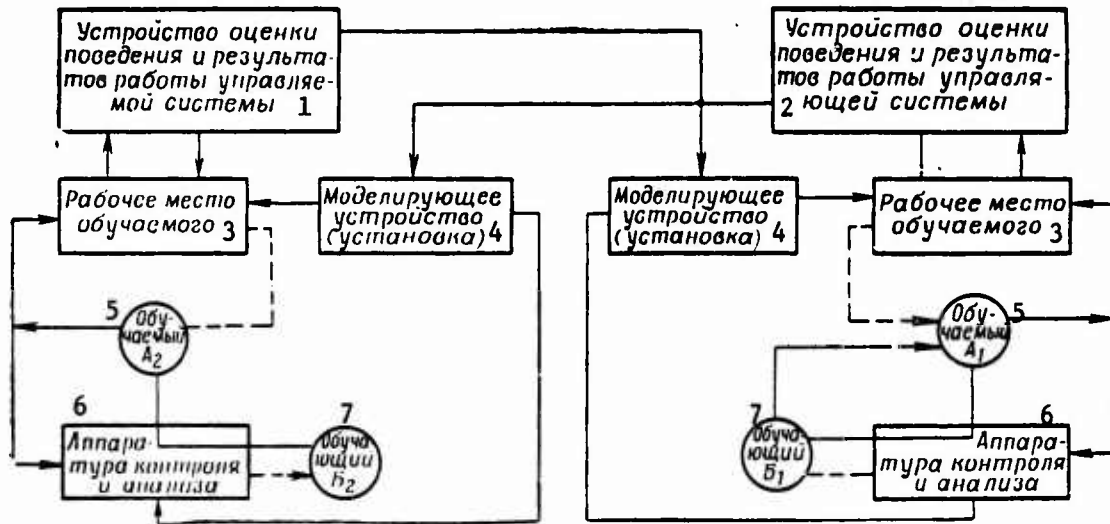 Устройство оценки
поведения и результа-
тов работы управляе-
мой системы 1
Устройство оценки
поведения и результа-
тов работы управля-
2 ющей системы
Рабочее место
обучаемого 3
Моделирующее
устройство
(установка) 4
Моделирующее
устройство
(установка) 4
Рабочее место
обучаемого 3
5
Обу-
чаемый
А2
Обу-
чаемый
А1
5
6
Аппара-
тура контроля
и анализа
7
Обуча
ющий
Б2
7
Обуча-
ющий
Б1
6
Аппара-
тура контроля
и анализа